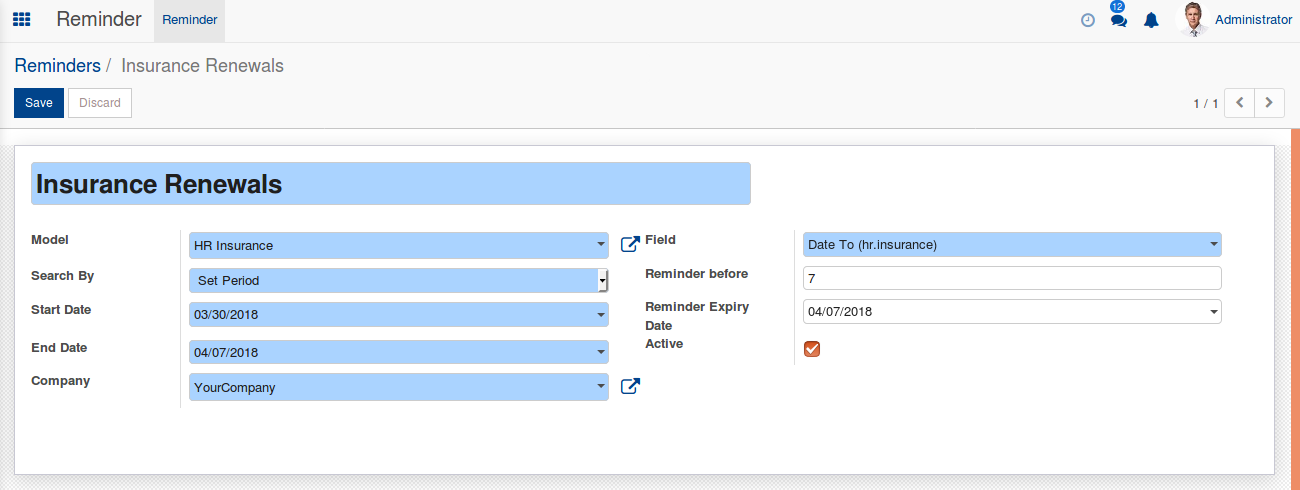 Reminder Reminder 12 Administrator
Reminders / Insurance Renewals
Save Discard 1 / 1
Insurance Renewals
Model HR Insurance
Search By Set Period
Start Date 03/30/2018
End Date 04/07/2018
Company YourCompany
Field Date To (hr.insurance)
Reminder before 7
Reminder Expiry 04/07/2018
Date
Active